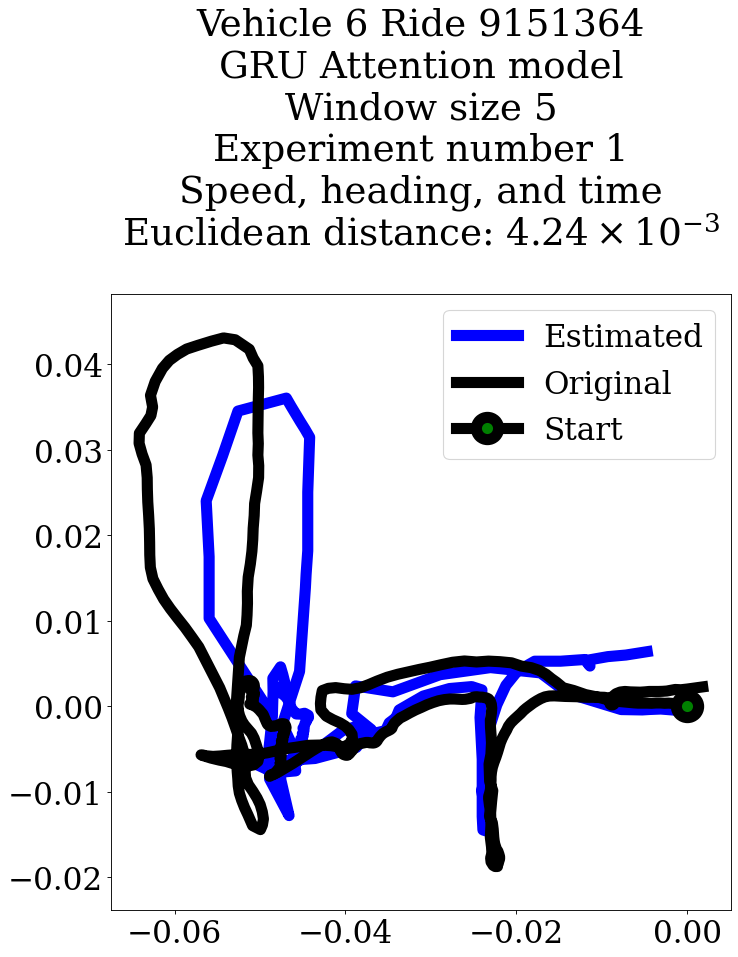 Vehicle 6 Ride 9151364
GRU Attention model
Window size 5
Experiment number 1
Speed, heading, and time
Euclidean distance: 4.24 × 10⁻³
Estimated
Original
Start
0.04
0.03
0.02
0.01
0.00
−0.01
−0.02
−0.06 −0.04 −0.02 0.00